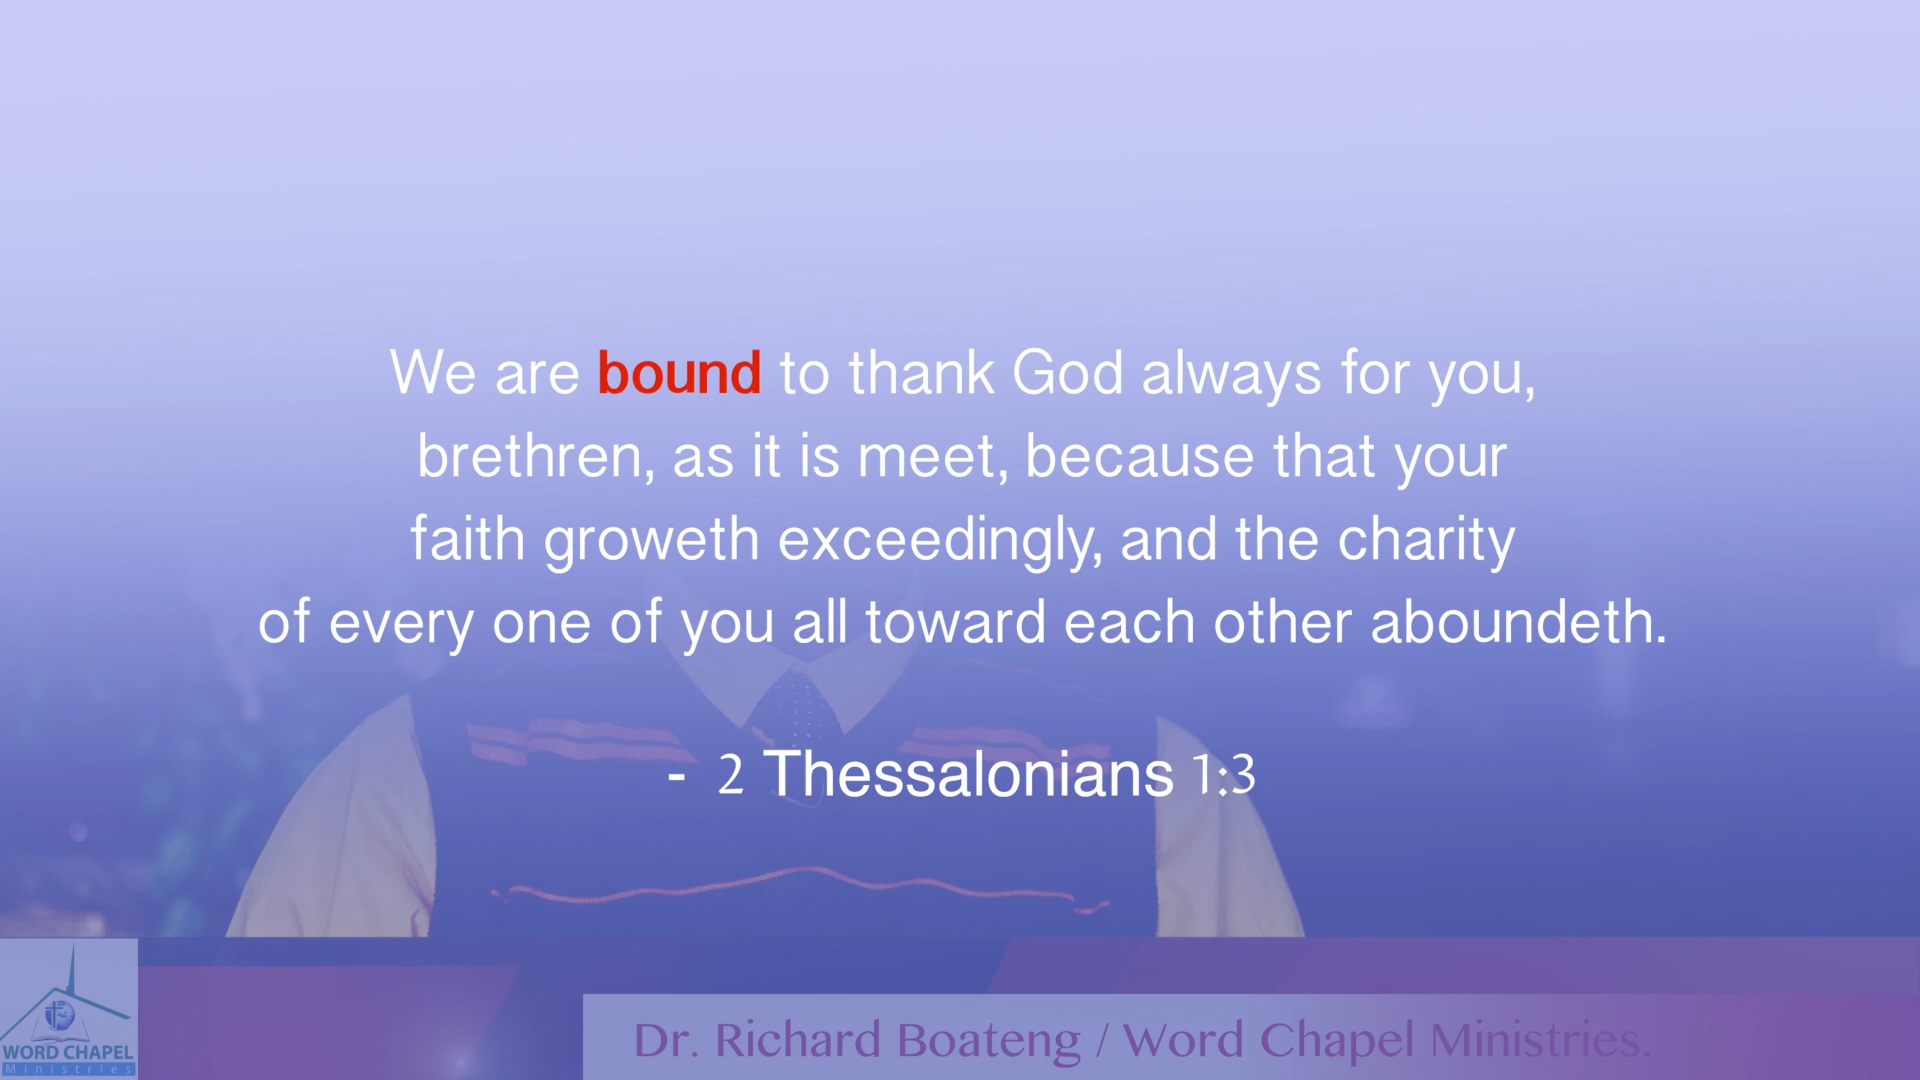 We are bound to thank God always for you,
brethren, as it is meet, because that your
faith groweth exceedingly, and the charity
of every one of you all toward each other aboundeth.
- 2 Thessalonians 1:3
WORD CHAPEL
Ministries
Dr. Richard Boateng / Word Chapel Ministries.